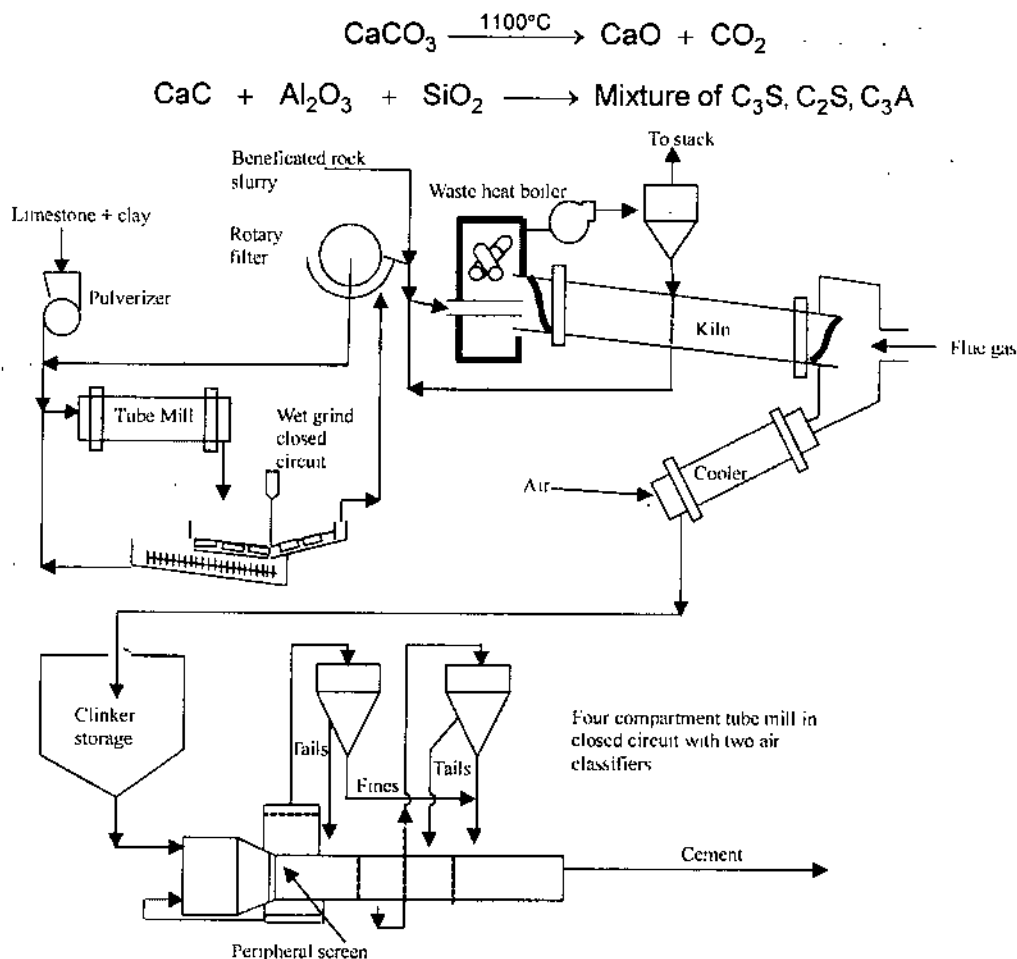 CaCO₃ —1100°C→ CaO + CO₂
CaC + Al₂O₃ + SiO₂ → Mixture of C₃S, C₂S, C₃A
To stack
Beneficated rock
slurry
Waste heat boiler
Limestone + clay
Rotary
filter
Pulverizer
Kiln
Flue gas
Tube Mill
Wet grind
closed
circuit
Cooler
Air
Clinker
storage
Tails
Fines
Tails
Four compartment tube mill in
closed circuit with two air
classifiers
Cement
Peripheral screen